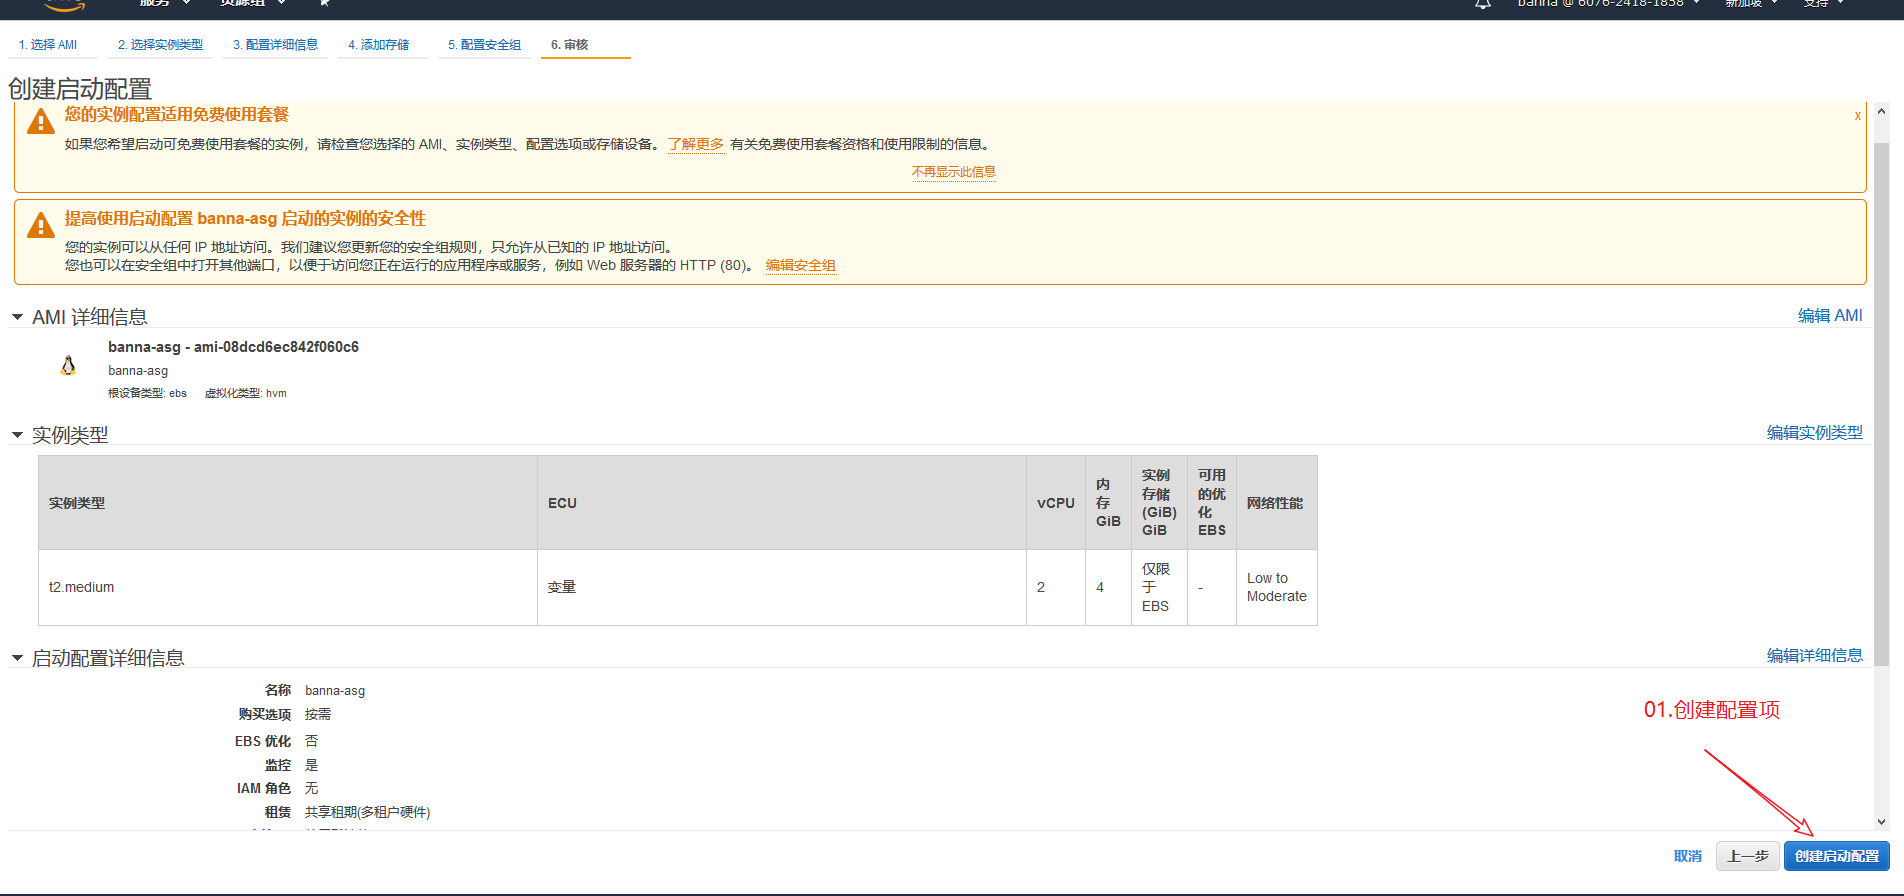 服务
资源组
banna @ 6076-2418-1858
新加坡
支持
1. 选择 AMI
2. 选择实例类型
3. 配置详细信息
4. 添加存储
5. 配置安全组
6. 审核
创建启动配置
您的实例配置适用免费使用套餐
x
如果您希望启动可免费使用套餐的实例，请检查您选择的 AMI、实例类型、配置选项或存储设备。 了解更多 有关免费使用套餐资格和使用限制的信息。
不再显示此信息
提高使用启动配置 banna-asg 启动的实例的安全性
您的实例可以从任何 IP 地址访问。我们建议您更新您的安全组规则，只允许从已知的 IP 地址访问。
您也可以在安全组中打开其他端口，以便于访问您正在运行的应用程序或服务，例如 Web 服务器的 HTTP (80)。 编辑安全组
AMI 详细信息
编辑 AMI
banna-asg - ami-08dcd6ec842f060c6
banna-asg
根设备类型: ebs 虚拟化类型: hvm
实例类型
编辑实例类型
实例类型
ECU
vCPU
内
存
GiB
实例
存储
(GiB)
GiB
可用
的优
化
EBS
网络性能
t2.medium
变量
2
4
仅限
于
EBS
-
Low to
Moderate
启动配置详细信息
编辑详细信息
名称 banna-asg
购买选项 按需
EBS 优化 否
监控 是
IAM 角色 无
租赁 共享租期(多租户硬件)
01.创建配置项
取消
上一步
创建启动配置